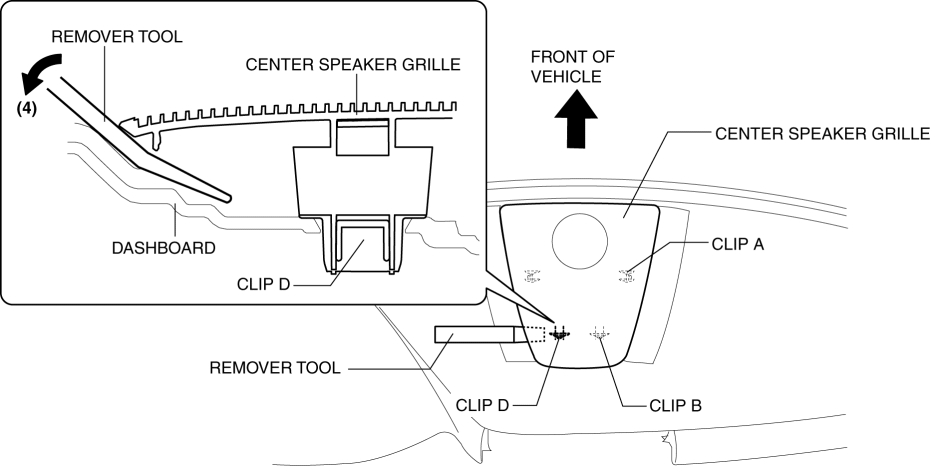 REMOVER TOOL
(4)
CENTER SPEAKER GRILLE
DASHBOARD
CLIP D
FRONT OF
VEHICLE
CENTER SPEAKER GRILLE
CLIP A
REMOVER TOOL
CLIP D
CLIP B